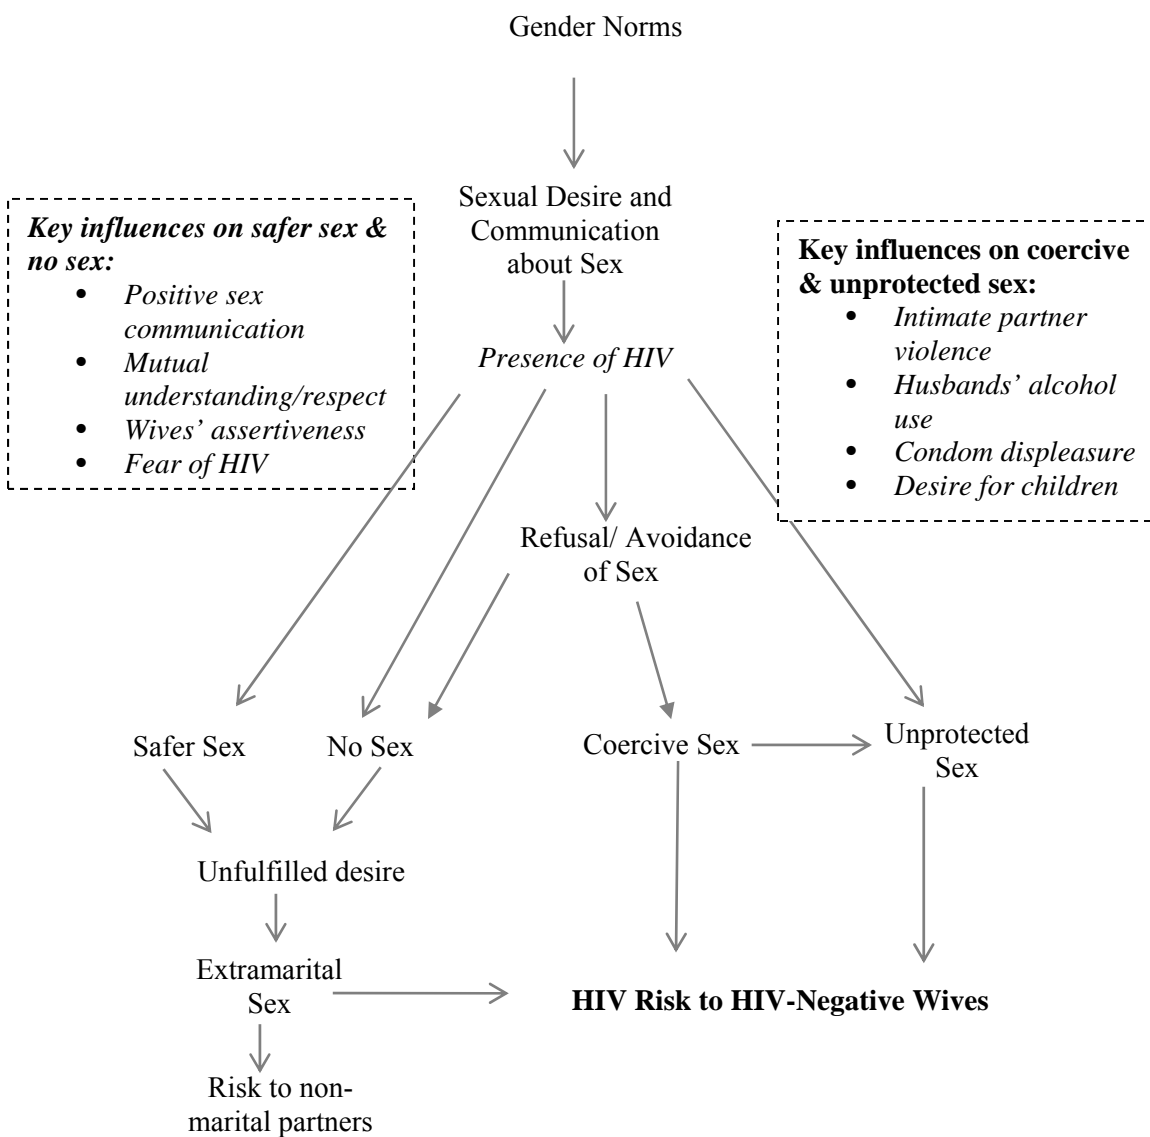 Gender Norms
Sexual Desire and
Communication
about Sex
Key influences on safer sex &
no sex:
• Positive sex
communication
• Mutual
understanding/respect
• Wives’ assertiveness
• Fear of HIV
Key influences on coercive
& unprotected sex:
• Intimate partner
violence
• Husbands’ alcohol
use
• Condom displeasure
• Desire for children
Presence of HIV
Refusal/ Avoidance
of Sex
Safer Sex
No Sex
Coercive Sex
Unprotected
Sex
Unfulfilled desire
Extramarital
Sex
HIV Risk to HIV-Negative Wives
Risk to non-
marital partners